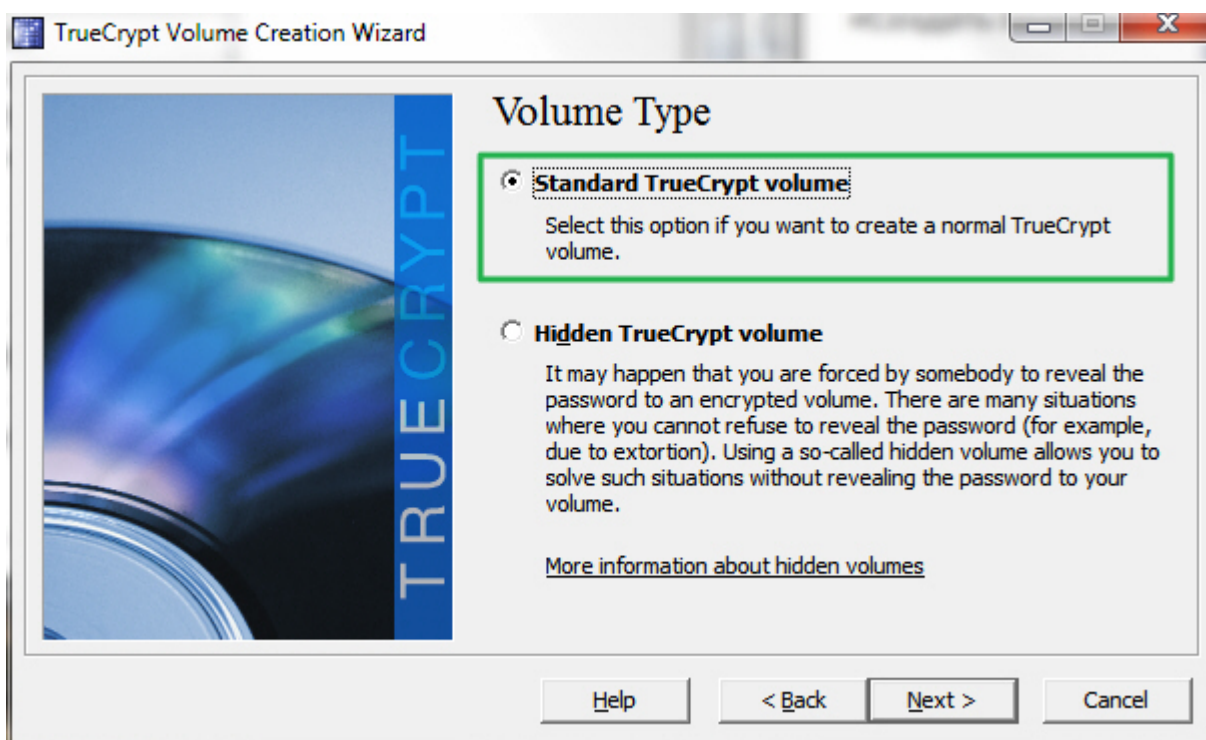 TrueCrypt Volume Creation Wizard
Volume Type
Standard TrueCrypt volume
Select this option if you want to create a normal TrueCrypt
volume.
Hidden TrueCrypt volume
It may happen that you are forced by somebody to reveal the
password to an encrypted volume. There are many situations
where you cannot refuse to reveal the password (for example,
due to extortion). Using a so-called hidden volume allows you to
solve such situations without revealing the password to your
volume.
More information about hidden volumes
TRUECRYPT
Help
< Back
Next >
Cancel